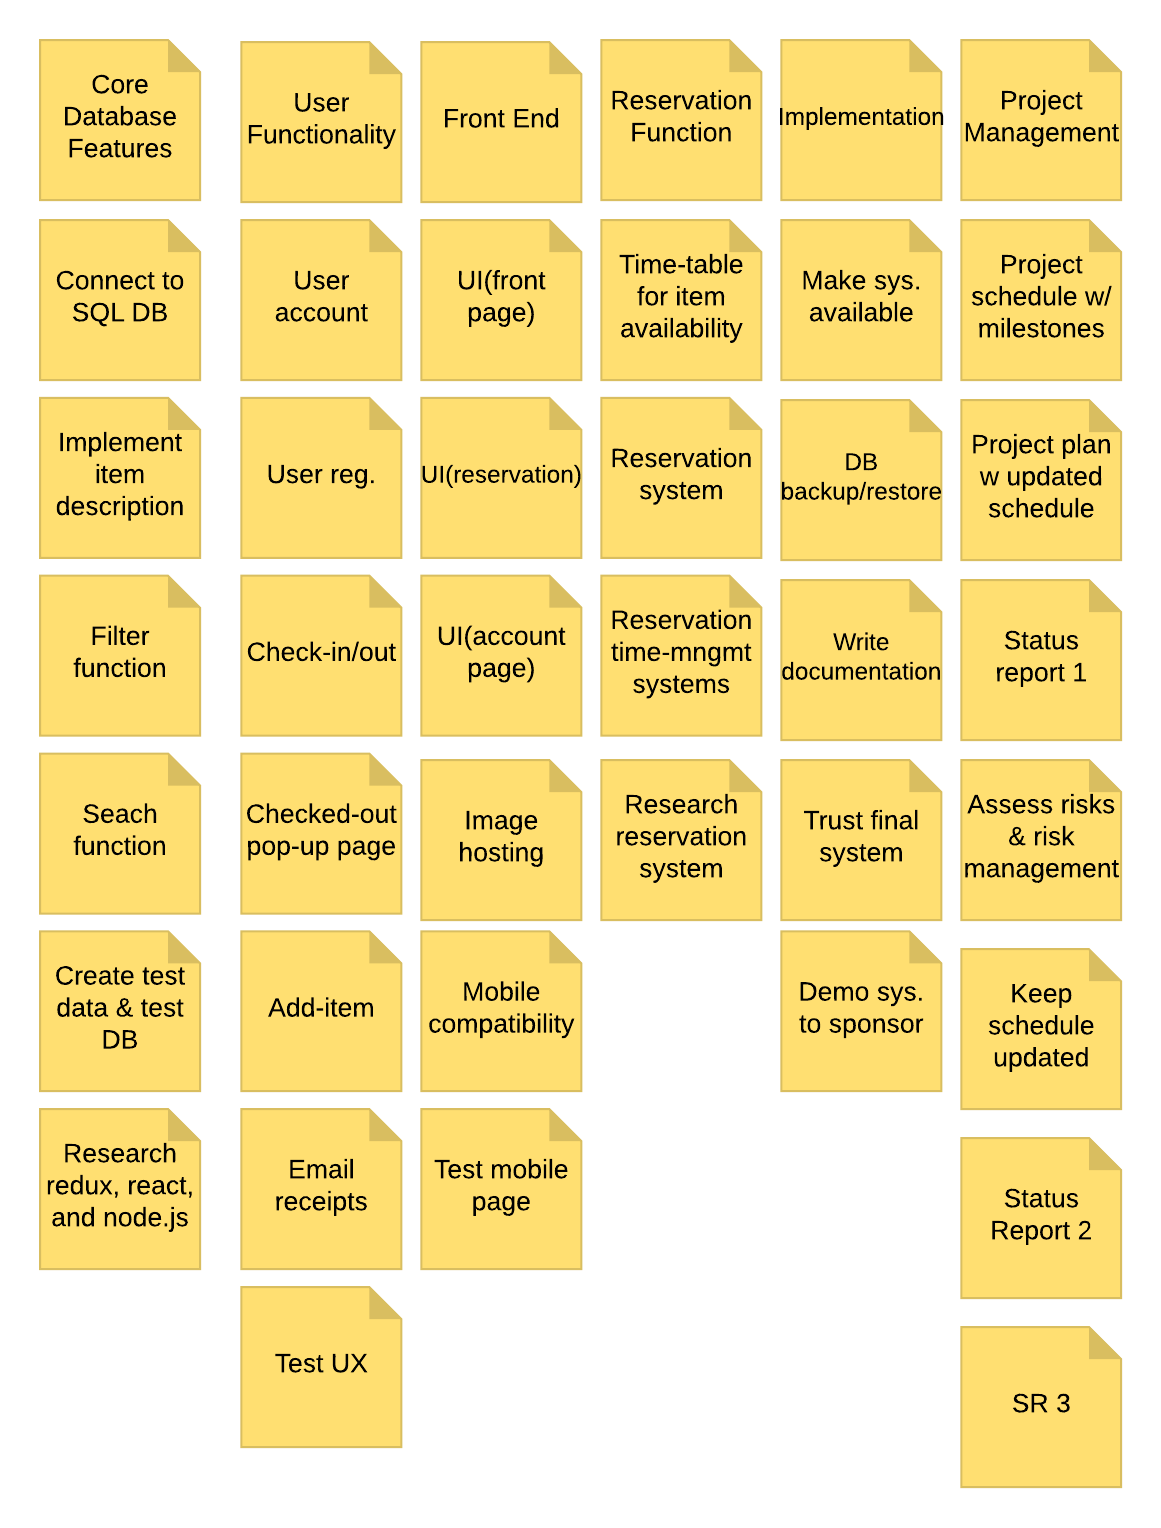 Core
Database
Features
Connect to
SQL DB
Implement
item
description
Filter
function
Seach
function
Create test
data & test
DB
Research
redux, react,
and node.js
User
Functionality
User
account
User reg.
Check-in/out
Checked-out
pop-up page
Add-item
Email
receipts
Test UX
Front End
UI(front
page)
UI(reservation)
UI(account
page)
Image
hosting
Mobile
compatibility
Test mobile
page
Reservation
Function
Time-table
for item
availability
Reservation
system
Reservation
time-mngmt
systems
Research
reservation
system
Implementation
Make sys.
available
DB
backup/restore
Write
documentation
Trust final
system
Demo sys.
to sponsor
Project
Management
Project
schedule w/
milestones
Project plan
w updated
schedule
Status
report 1
Assess risks
& risk
management
Keep
schedule
updated
Status
Report 2
SR 3